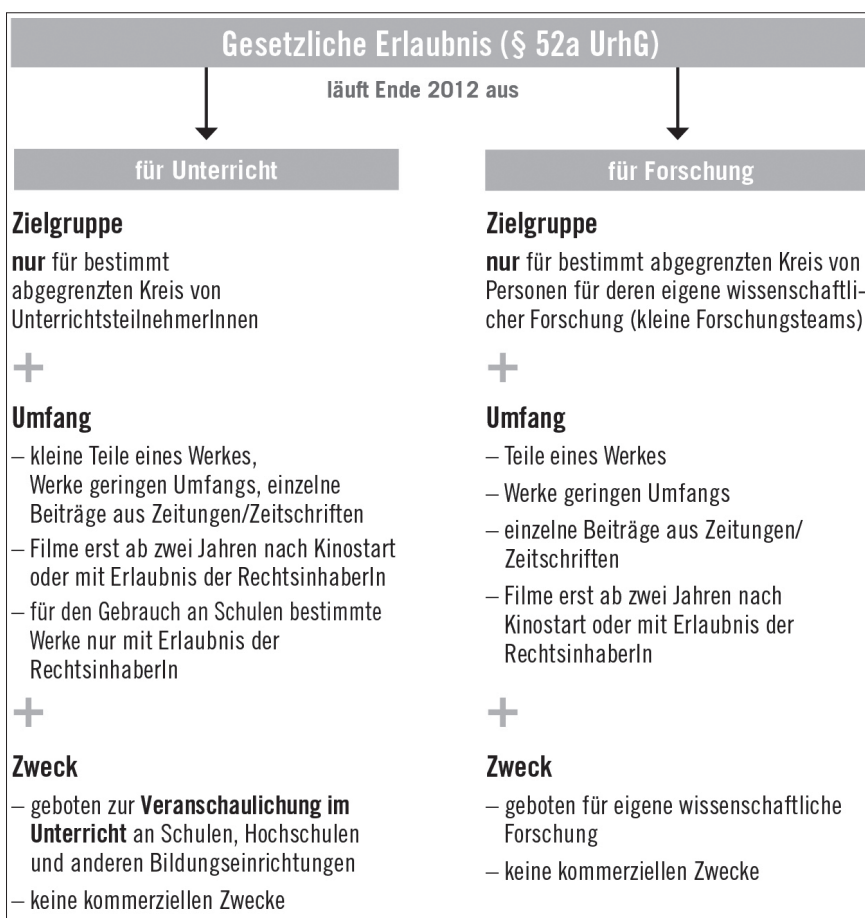 Gesetzliche Erlaubnis (§ 52a UrhG)
läuft Ende 2012 aus
für Unterricht
Zielgruppe
nur für bestimmt
abgegrenzten Kreis von
UnterrichtsteilnehmerInnen
+
Umfang
– kleine Teile eines Werkes,
Werke geringen Umfangs, einzelne
Beiträge aus Zeitungen/Zeitschriften
– Filme erst ab zwei Jahren nach Kinostart
oder mit Erlaubnis der RechtsinhaberIn
– für den Gebrauch an Schulen bestimmte
Werke nur mit Erlaubnis der
RechtsinhaberIn
+
Zweck
– geboten zur Veranschaulichung im
Unterricht an Schulen, Hochschulen
und anderen Bildungseinrichtungen
– keine kommerziellen Zwecke
für Forschung
Zielgruppe
nur für bestimmt abgegrenzten Kreis von
Personen für deren eigene wissenschaftli-
cher Forschung (kleine Forschungsteams)
+
Umfang
– Teile eines Werkes
– Werke geringen Umfangs
– einzelne Beiträge aus Zeitungen/
Zeitschriften
– Filme erst ab zwei Jahren nach
Kinostart oder mit Erlaubnis der
RechtsinhaberIn
+
Zweck
– geboten für eigene wissenschaftliche
Forschung
– keine kommerziellen Zwecke